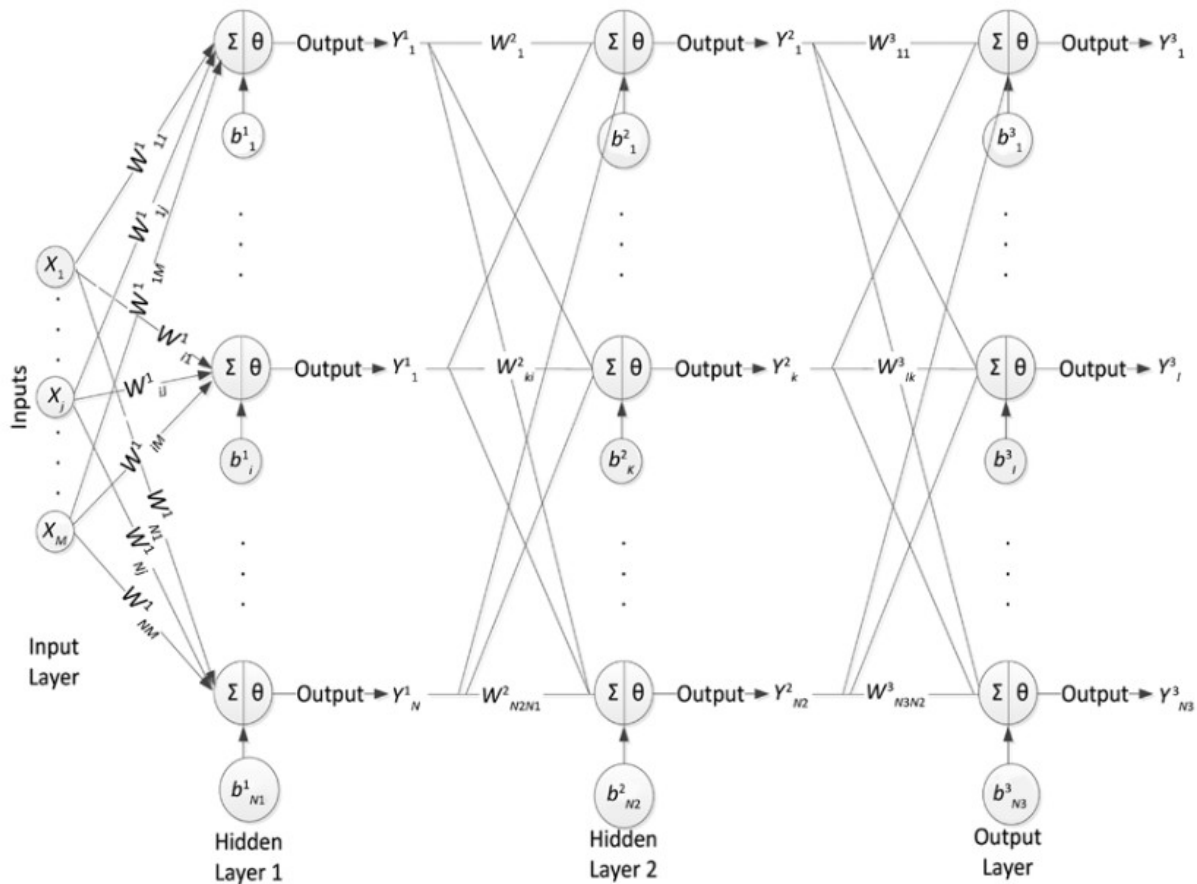 Σ θ Output Y¹₁ W²₁ Σ θ Output Y²₁ W³₁₁ Σ θ Output Y³₁
b¹₁ b²₁ b³₁
W¹₁₁
W¹₁ⱼ
W¹₁M
X₁
W¹ᵢ₁
Σ θ Output Y¹₁ W²ₖᵢ Σ θ Output Y²ₖ W³lk Σ θ Output Y³l
Inputs
Xⱼ
W¹ᵢⱼ
W¹iM
b¹ᵢ b²K b³l
XM
W¹N1
W¹Nj
W¹NM
Input
Layer
Σ θ Output Y¹N W²N2N1 Σ θ Output Y²N2 W³N3N2 Σ θ Output Y³N3
b¹N1 b²N2 b³N3
Hidden
Layer 1
Hidden
Layer 2
Output
Layer